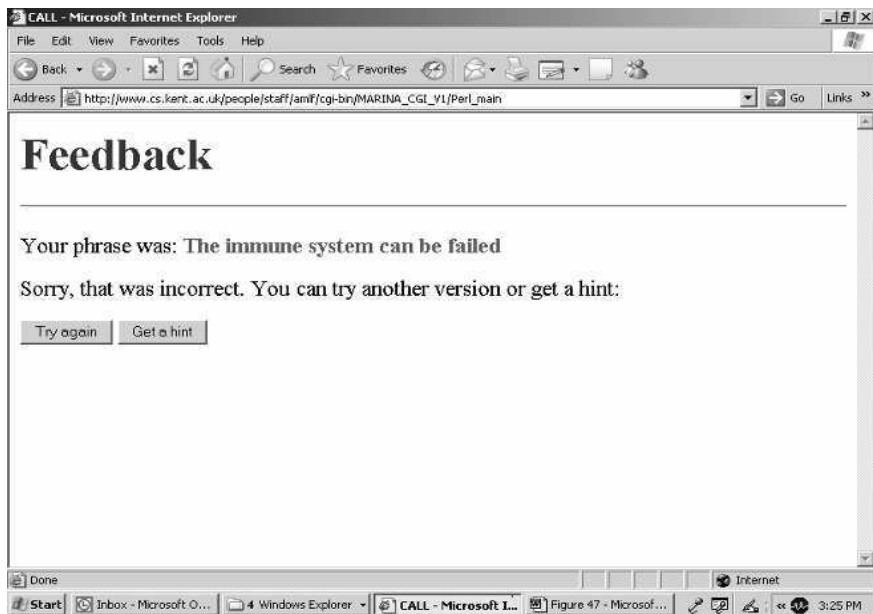 CALL - Microsoft Internet Explorer
File Edit View Favorites Tools Help
Back Search Favorites
Address http://www.cs.kent.ac.uk/people/staff/amlf/cgi-bin/MARINA_CGI_V1/Perl_main Go Links »
Feedback
Your phrase was: The immune system can be failed
Sorry, that was incorrect. You can try another version or get a hint:
Try again Get a hint
Done Internet
Start Inbox - Microsoft O... 4 Windows Explorer CALL - Microsoft I... Figure 47 - Microsof... « 3:25 PM